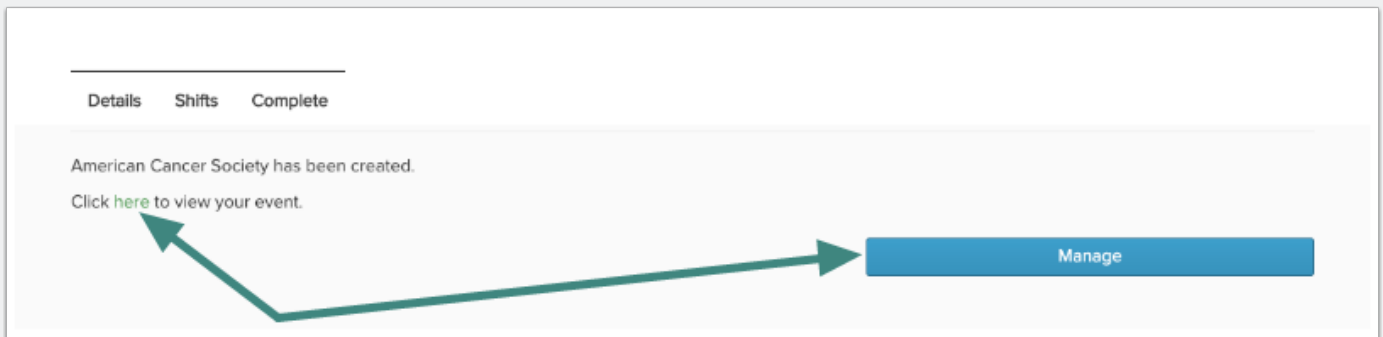 Details Shifts Complete
American Cancer Society has been created.
Click here to view your event.
Manage